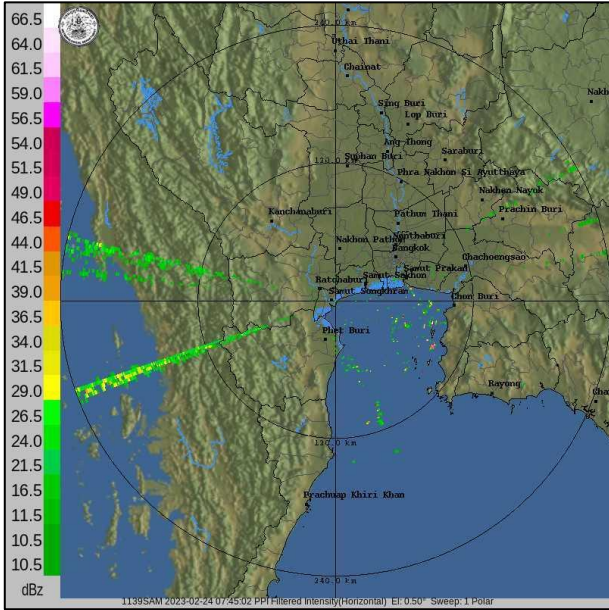 66.5
64.0
61.5
59.0
56.5
54.0
51.5
49.0
46.5
44.0
41.5
39.0
36.5
34.0
31.5
29.0
26.5
24.0
21.5
16.5
11.5
10.5
10.5
dBz
240.0 km
Uthai Thani
Chainat
Sing Buri
Lop Buri
Ang Thong
Saraburi
120.0 km
Suphan Buri
Phra Nakhon Si Ayutthaya
Nakhon Nayok
Kanchanaburi
Pathum Thani
Prachin Buri
Nonthaburi
Nakhon Pathom
Bangkok
Chachoengsao
Samut Prakan
Samut Sakhon
Ratchaburi
Samut Songkhram
Chon Buri
Phet Buri
Rayong
Cha
Nakh
Prachuap Khiri Khan
240.0 km
1139SAM 2023-02-24 07:45:02 PPI Filtered Intensity(Horizontal) El: 0.50° Sweep: 1 Polar